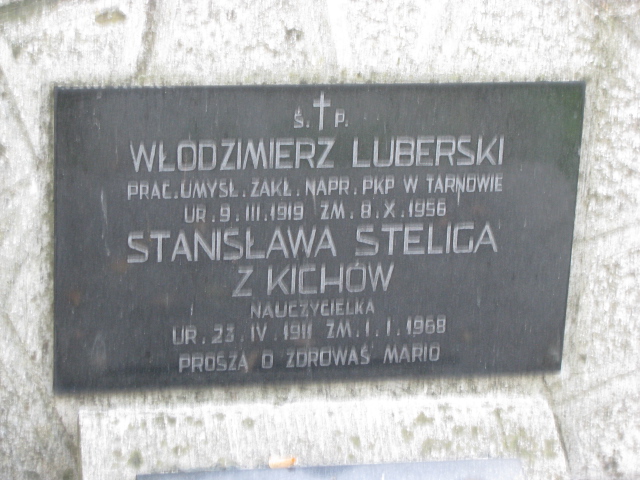 Ś. P.
WŁODZIMIERZ LUBERSKI
PRAC. UMYSŁ. ZAKŁ. NAPR. PKP W TARNOWIE
UR. 9. III. 1919 ZM. 8. X. 1956
STANISŁAWA STELIGA
Z KICHÓW
NAUCZYCIELKA
UR. 23. IV. 1911 ZM. 1. I. 1968
PROSZĄ O ZDROWAŚ MARIO